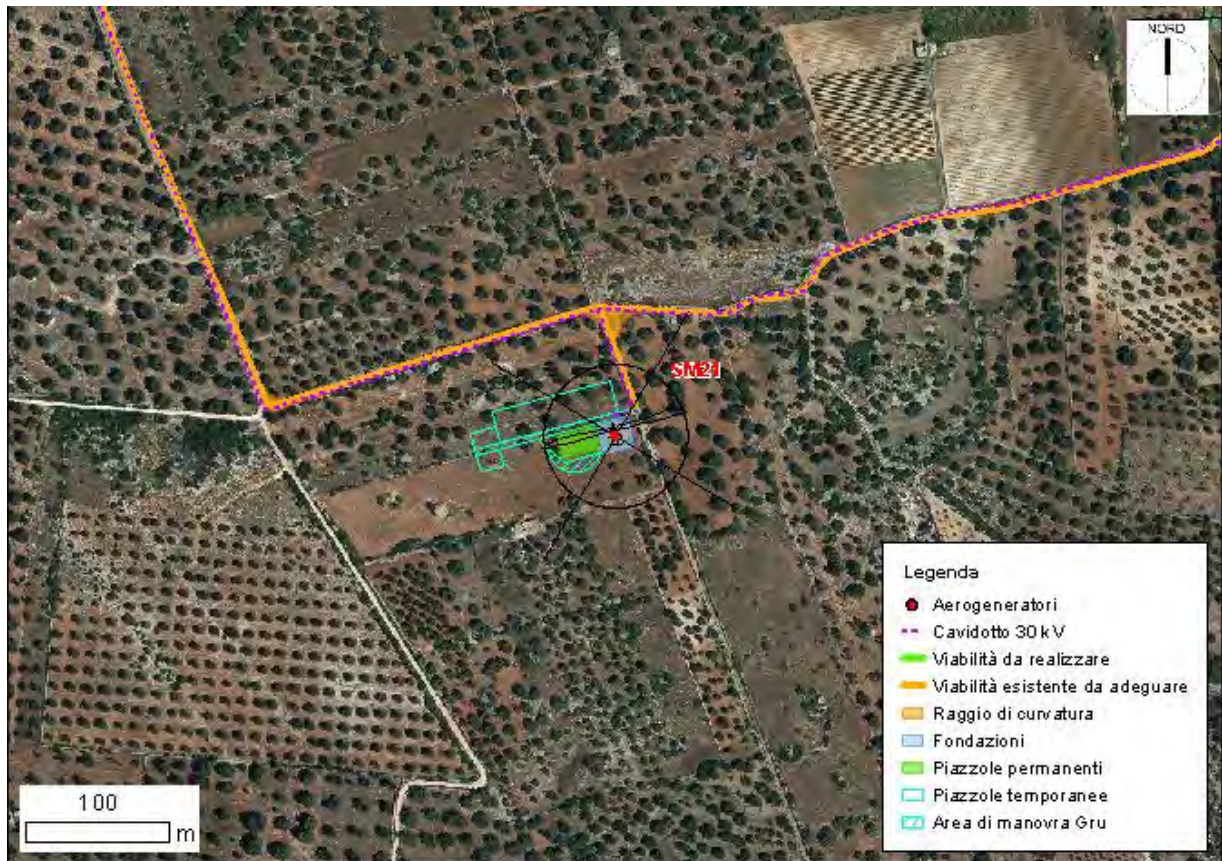 NORD
SM21
Legenda
Aerogeneratori
Cavidotto 30 kV
Viabilità da realizzare
Viabilità esistente da adeguare
Raggio di curvatura
Fondazioni
Piazzole permanenti
Piazzole temporanee
Area di manovra Gru
100
m